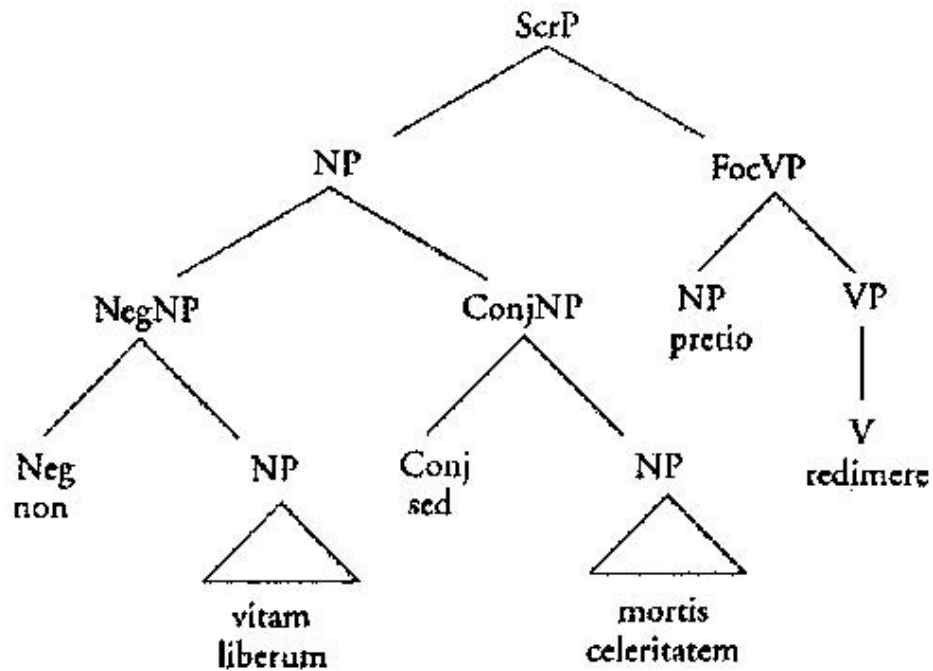 ScrP
NP FocVP
NegNP ConjNP NP VP
pretio
Neg NP Conj NP V
non sed redimere
vitam mortis
liberum celeritatem